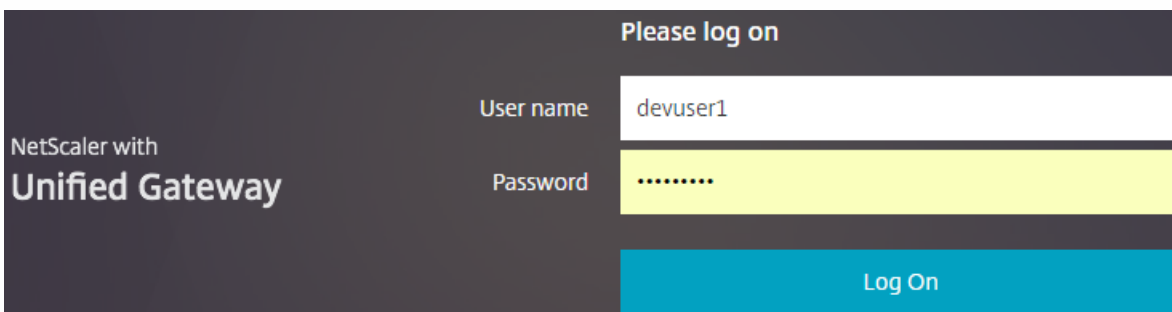 Please log on
User name
devuser1
NetScaler with
Unified Gateway
Password
•••••••••
Log On